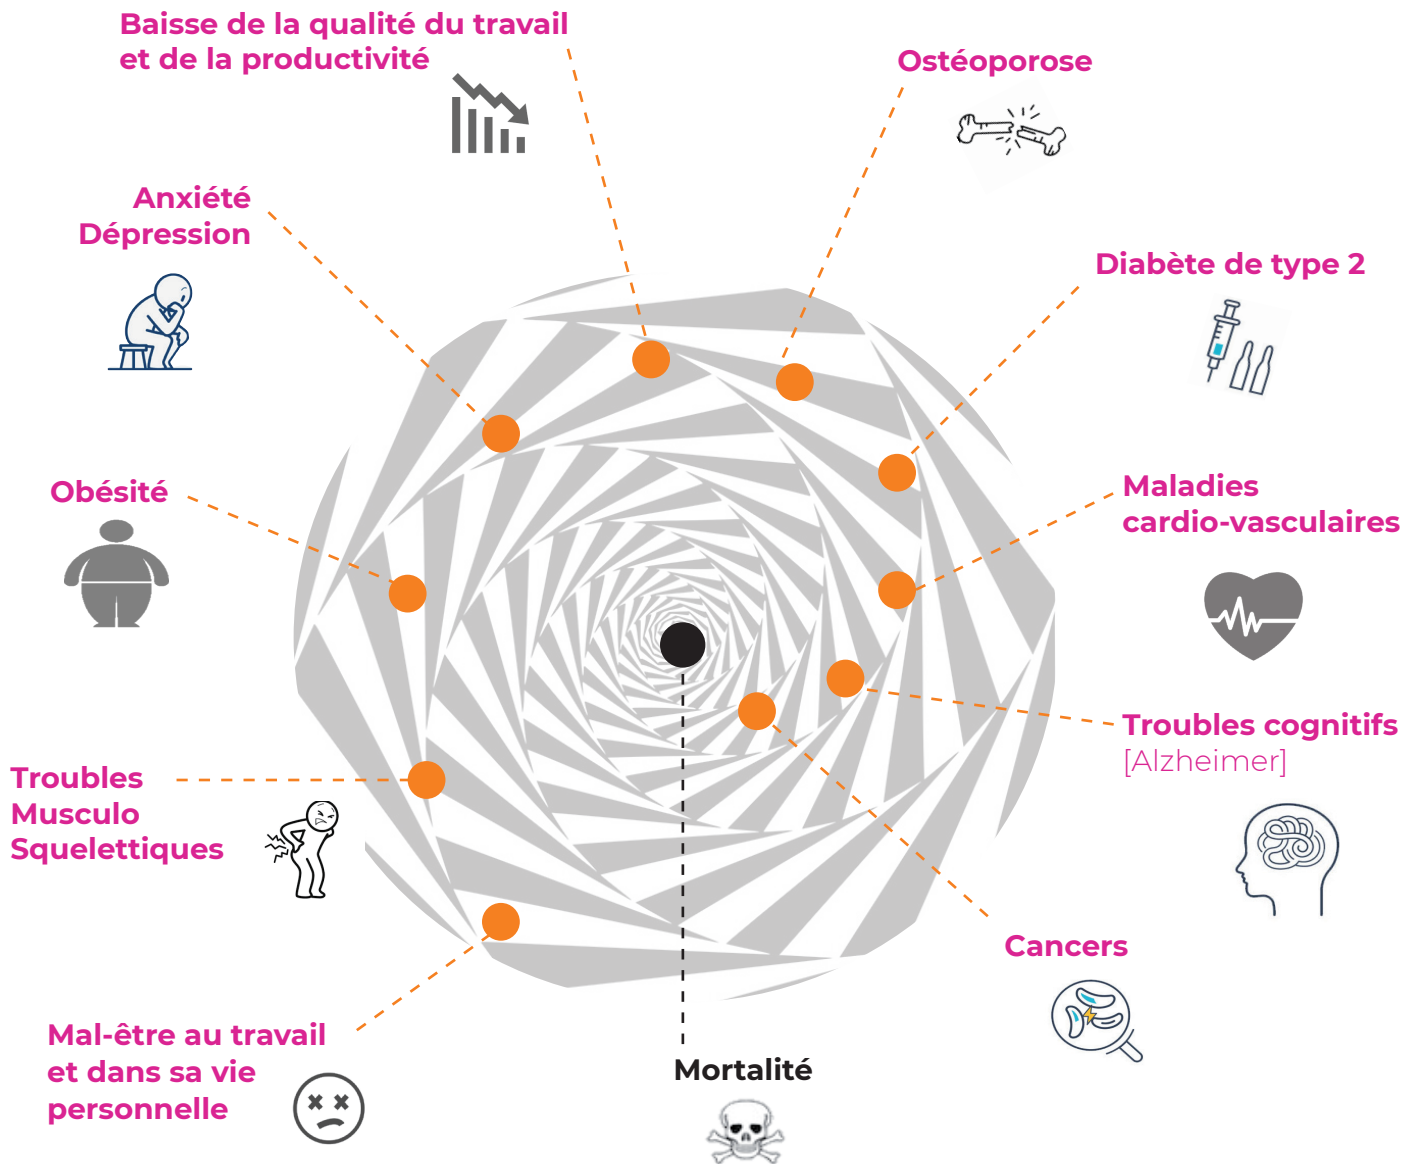 Baisse de la qualité du travail
et de la productivité
Ostéoporose
Anxiété
Dépression
Diabète de type 2
Obésité
Maladies
cardio-vasculaires
Troubles cognitifs
[Alzheimer]
Troubles
Musculo
Squelettiques
Cancers
Mal-être au travail
et dans sa vie
personnelle
Mortalité